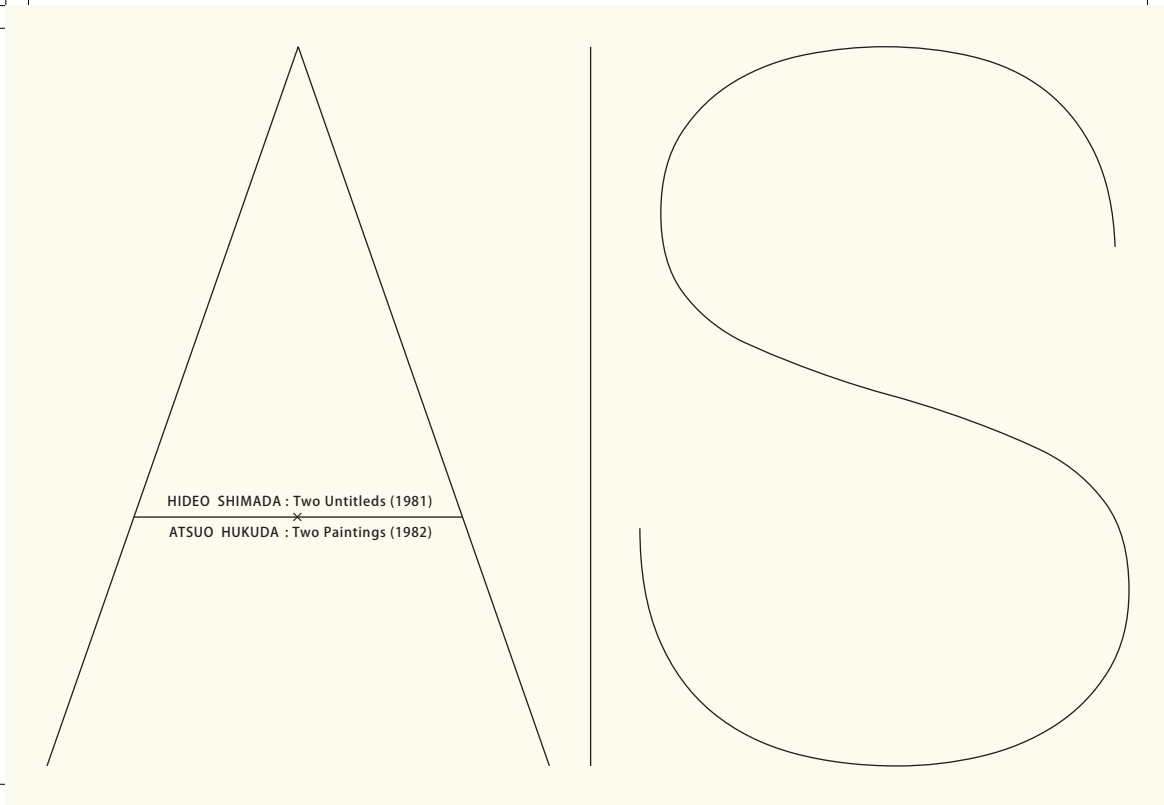 A|S
HIDEO SHIMADA : Two Untitleds (1981)
×
ATSUO HUKUDA : Two Paintings (1982)